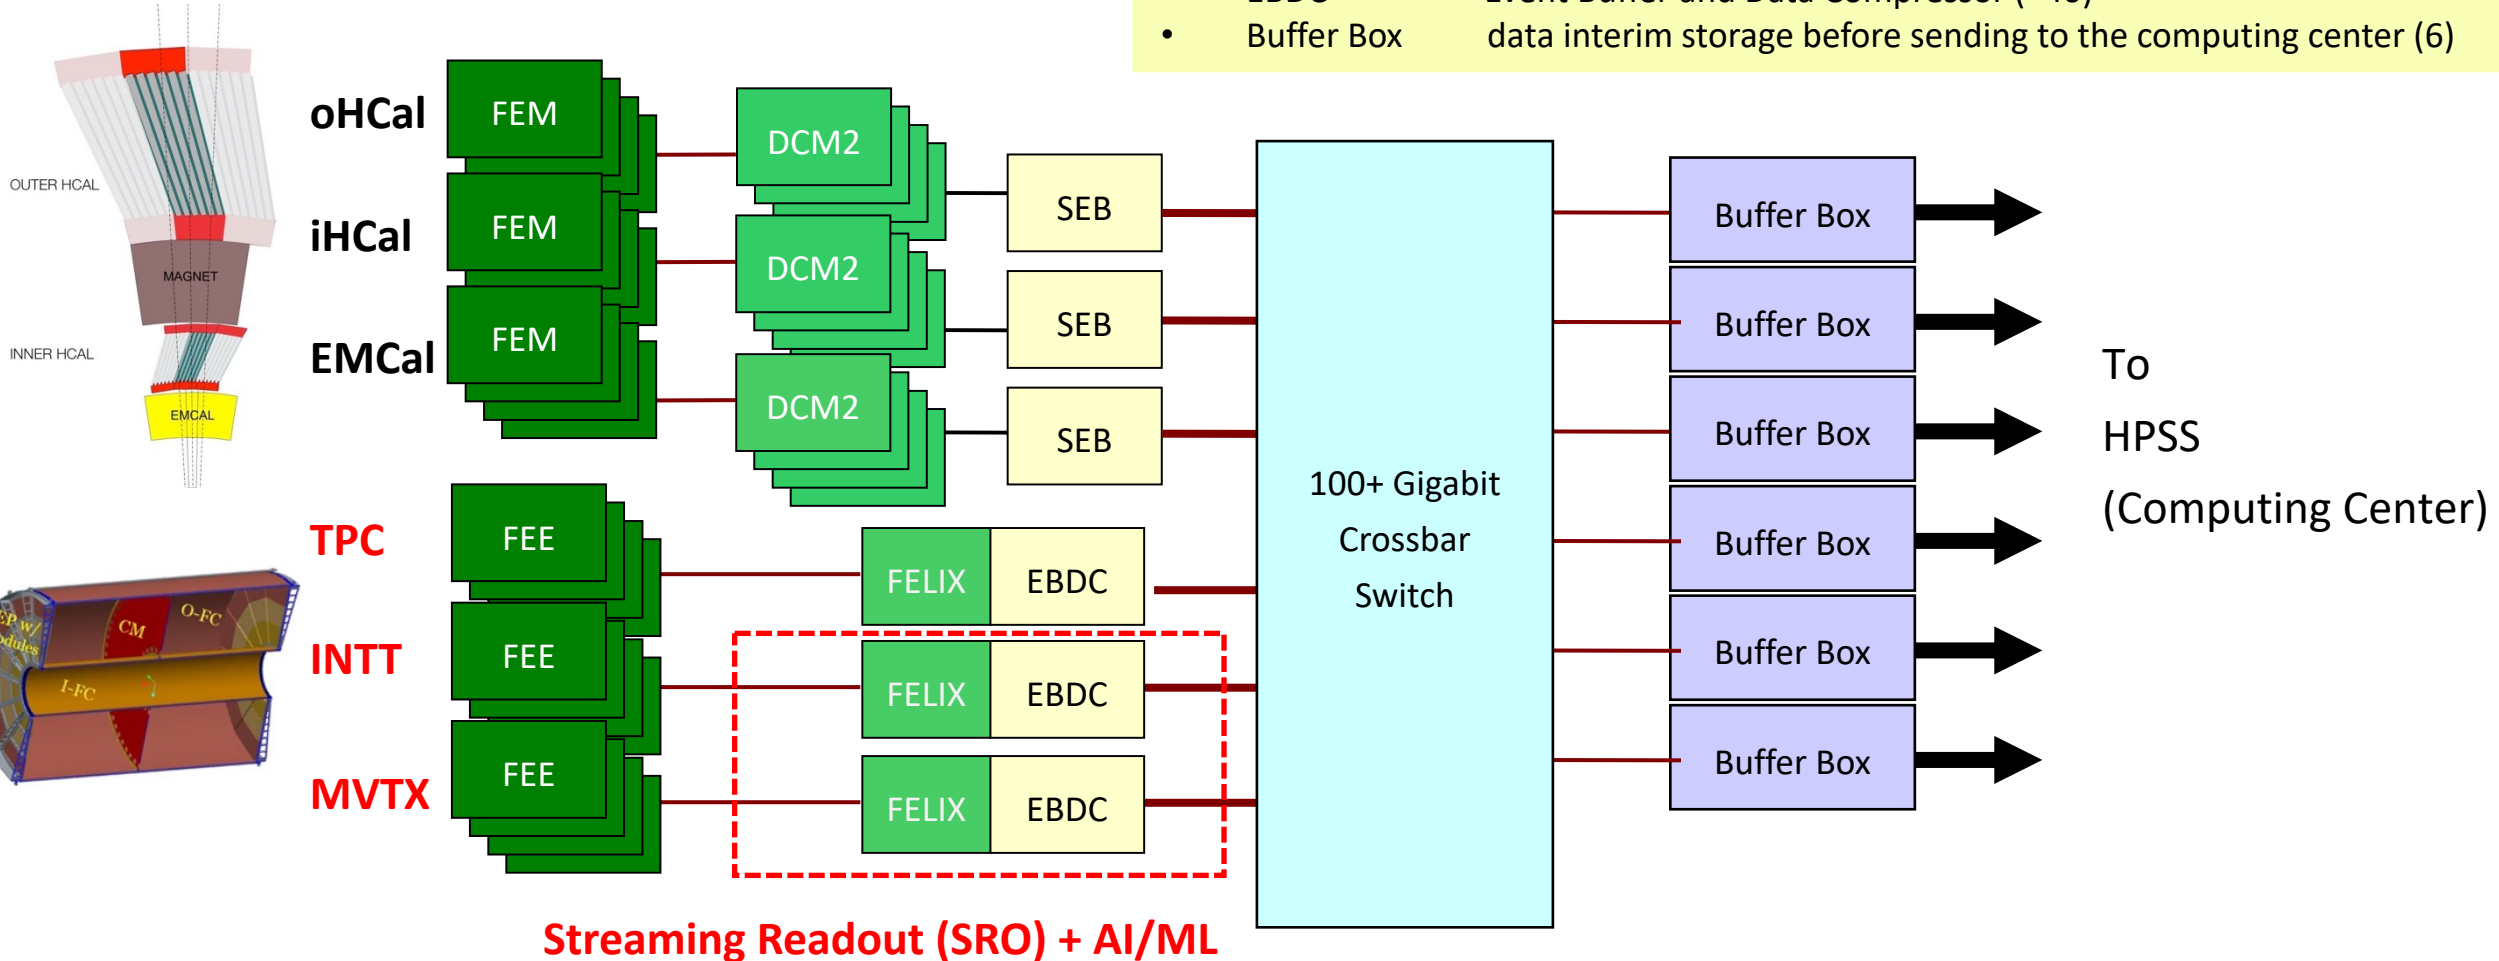 • Buffer Box data interim storage before sending to the computing center (6)
OUTER HCAL
MAGNET
INNER HCAL
EMCAL
oHCal
iHCal
EMCal
FEM
FEM
FEM
DCM2
DCM2
DCM2
SEB
SEB
SEB
TPC
INTT
MVTX
FEE
FEE
FEE
FELIX EBDC
FELIX EBDC
FELIX EBDC
CM
O-FC
I-FC
100+ Gigabit
Crossbar
Switch
Buffer Box
Buffer Box
Buffer Box
Buffer Box
Buffer Box
Buffer Box
To
HPSS
(Computing Center)
Streaming Readout (SRO) + AI/ML